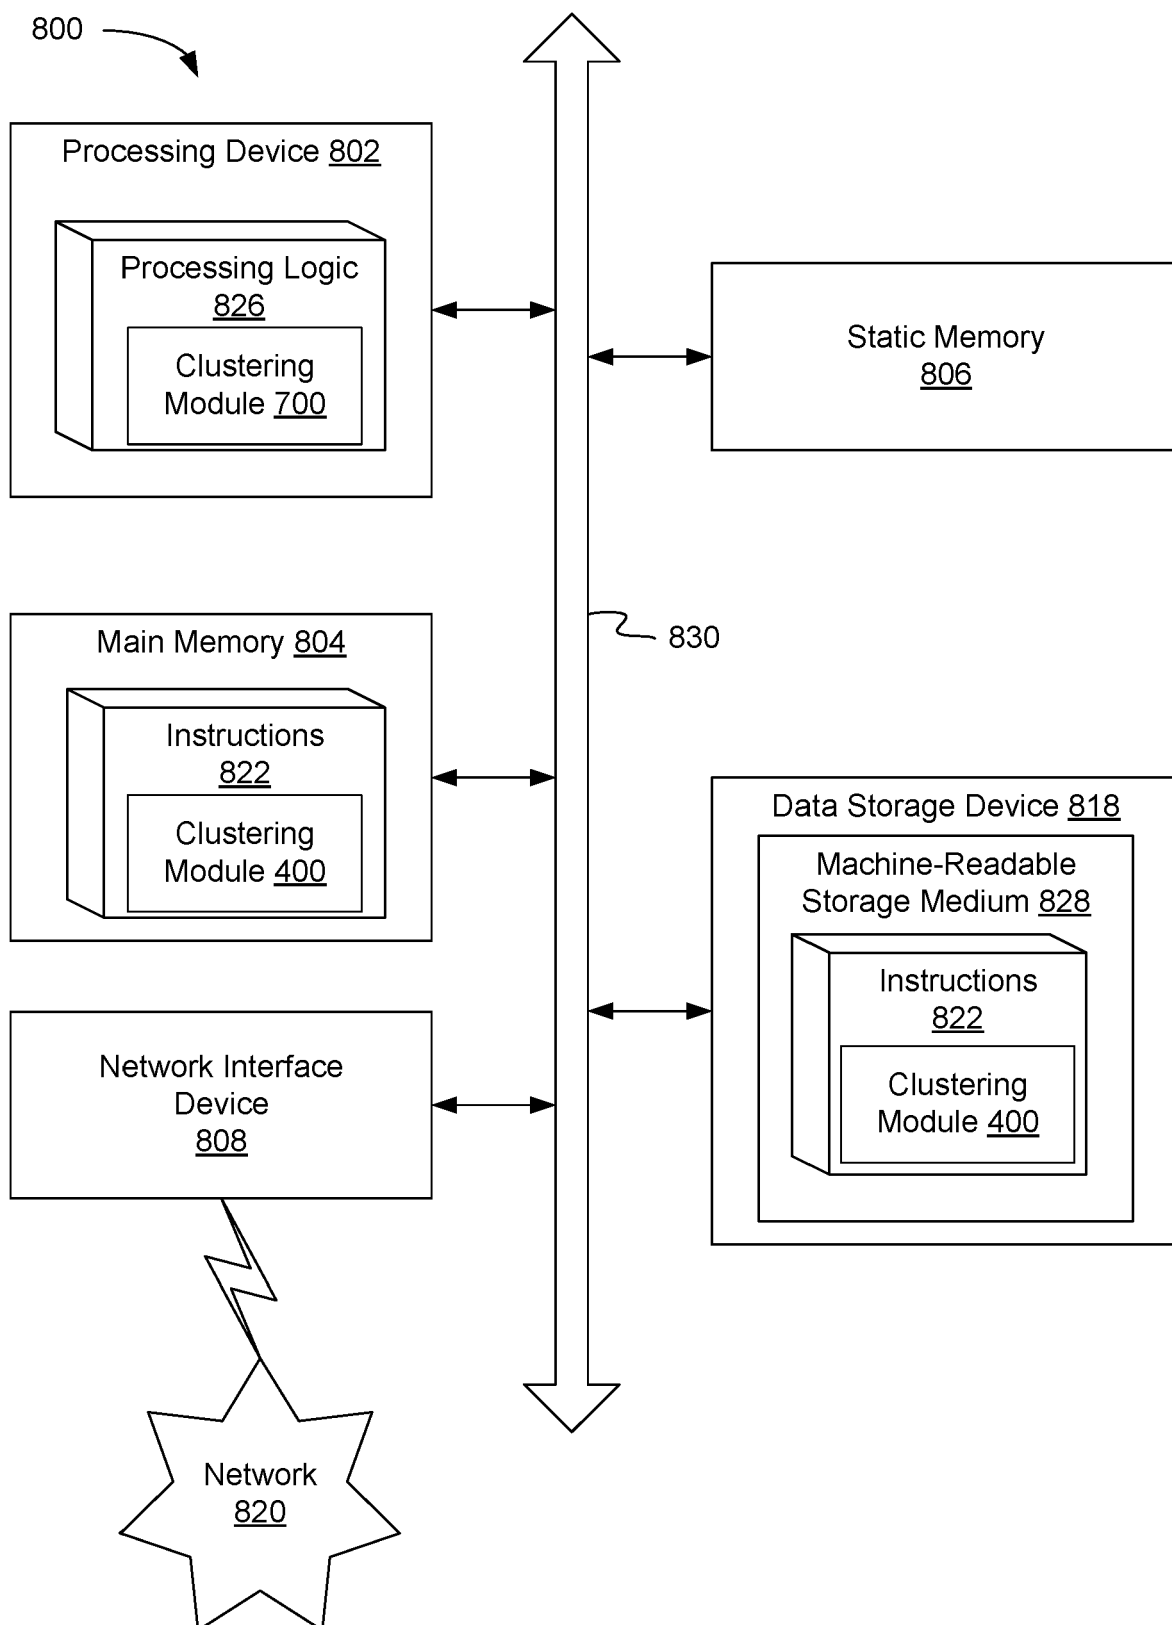 800
Processing Device 802
Processing Logic
826
Clustering
Module 700
Static Memory
806
830
Main Memory 804
Instructions
822
Clustering
Module 400
Data Storage Device 818
Machine-Readable
Storage Medium 828
Instructions
822
Clustering
Module 400
Network Interface
Device
808
Network
820